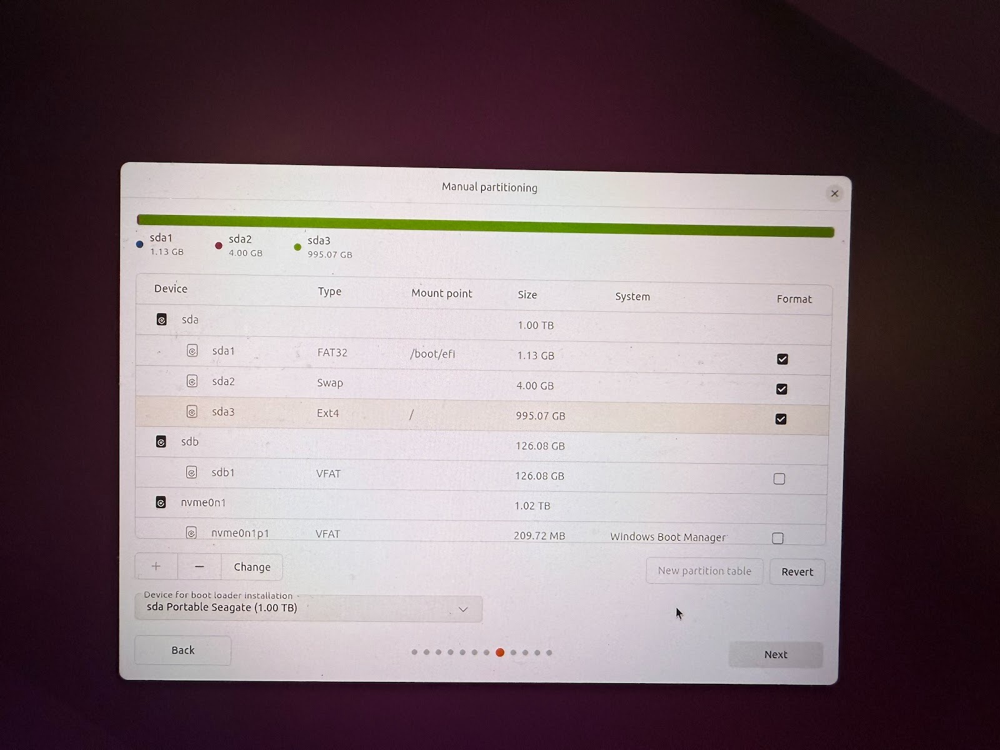 Manual partitioning
sda1 sda2 sda3
1.13 GB 4.00 GB 995.07 GB
Device Type Mount point Size System Format
sda 1.00 TB
sda1 FAT32 /boot/efi 1.13 GB
sda2 Swap 4.00 GB
sda3 Ext4 / 995.07 GB
sdb 126.08 GB
sdb1 VFAT 126.08 GB
nvme0n1 1.02 TB
nvme0n1p1 VFAT 209.72 MB Windows Boot Manager
+ − Change New partition table Revert
Device for boot loader installation
sda Portable Seagate (1.00 TB)
Back Next